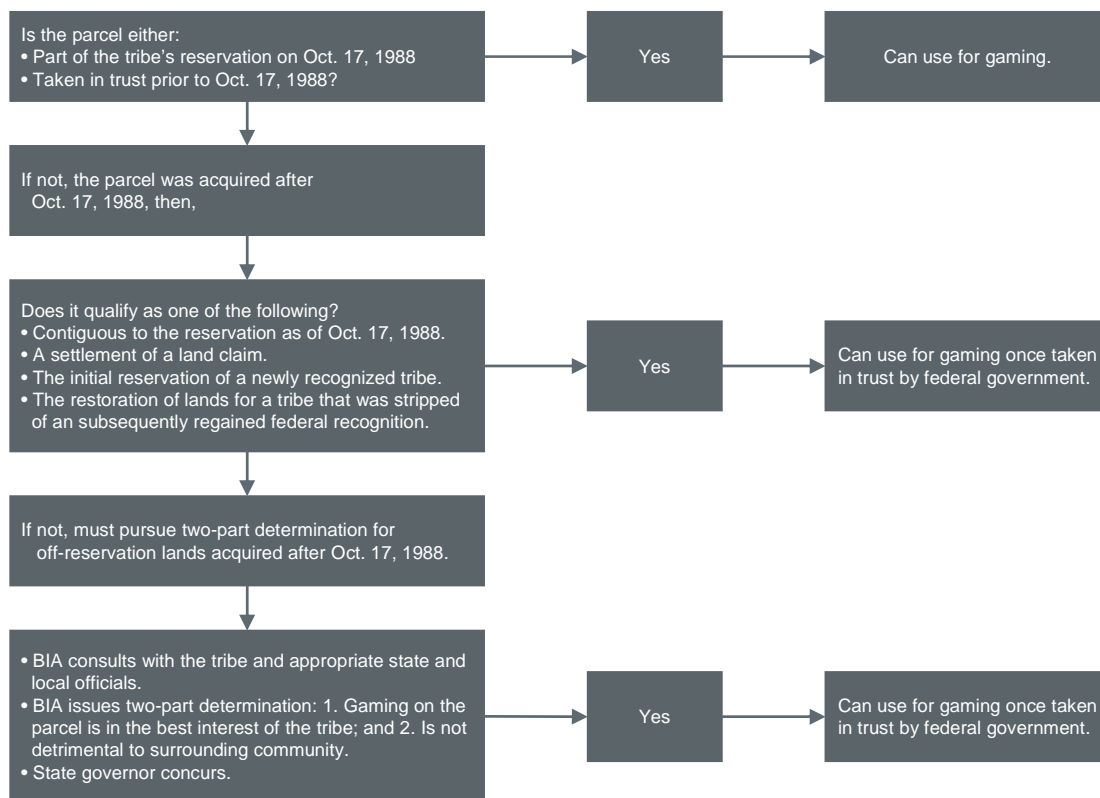 Is the parcel either:
• Part of the tribe's reservation on Oct. 17, 1988
• Taken in trust prior to Oct. 17, 1988?
Yes
Can use for gaming.
If not, the parcel was acquired after
Oct. 17, 1988, then,
Does it qualify as one of the following?
• Contiguous to the reservation as of Oct. 17, 1988.
• A settlement of a land claim.
• The initial reservation of a newly recognized tribe.
• The restoration of lands for a tribe that was stripped
of an subsequently regained federal recognition.
Yes
Can use for gaming once taken
in trust by federal government.
If not, must pursue two-part determination for
off-reservation lands acquired after Oct. 17, 1988.
• BIA consults with the tribe and appropriate state and
local officials.
• BIA issues two-part determination: 1. Gaming on the
parcel is in the best interest of the tribe; and 2. Is not
detrimental to surrounding community.
• State governor concurs.
Yes
Can use for gaming once taken
in trust by federal government.